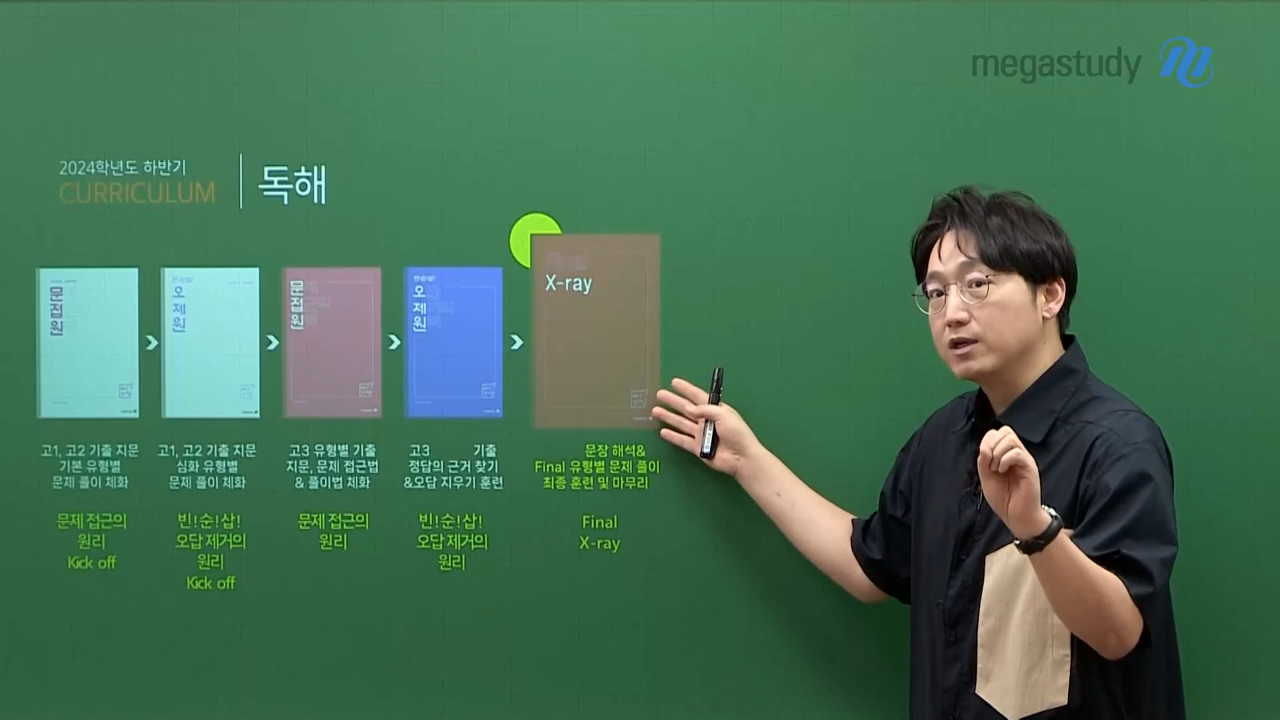 megastudy
2024학년도 하반기
CURRICULUM
독해
문
접
원
빈!순!삽!
오
제
원
문
접
원
빈!순!삽!
오
제
원
X-ray
고1, 고2 기출 지문
기본 유형별
문제 풀이 체화
고1, 고2 기출 지문
심화 유형별
문제 풀이 체화
고3 유형별 기출
지문, 문제 접근법
& 풀이법 체화
고3 기출
정답의 근거 찾기
&오답 지우기 훈련
문장 해석&
Final 유형별 문제 풀이
최종 훈련 및 마무리
문제 접근의
원리
Kick off
빈!순!삽!
오답 제거의
원리
Kick off
문제 접근의
원리
빈!순!삽!
오답 제거의
원리
Final
X-ray